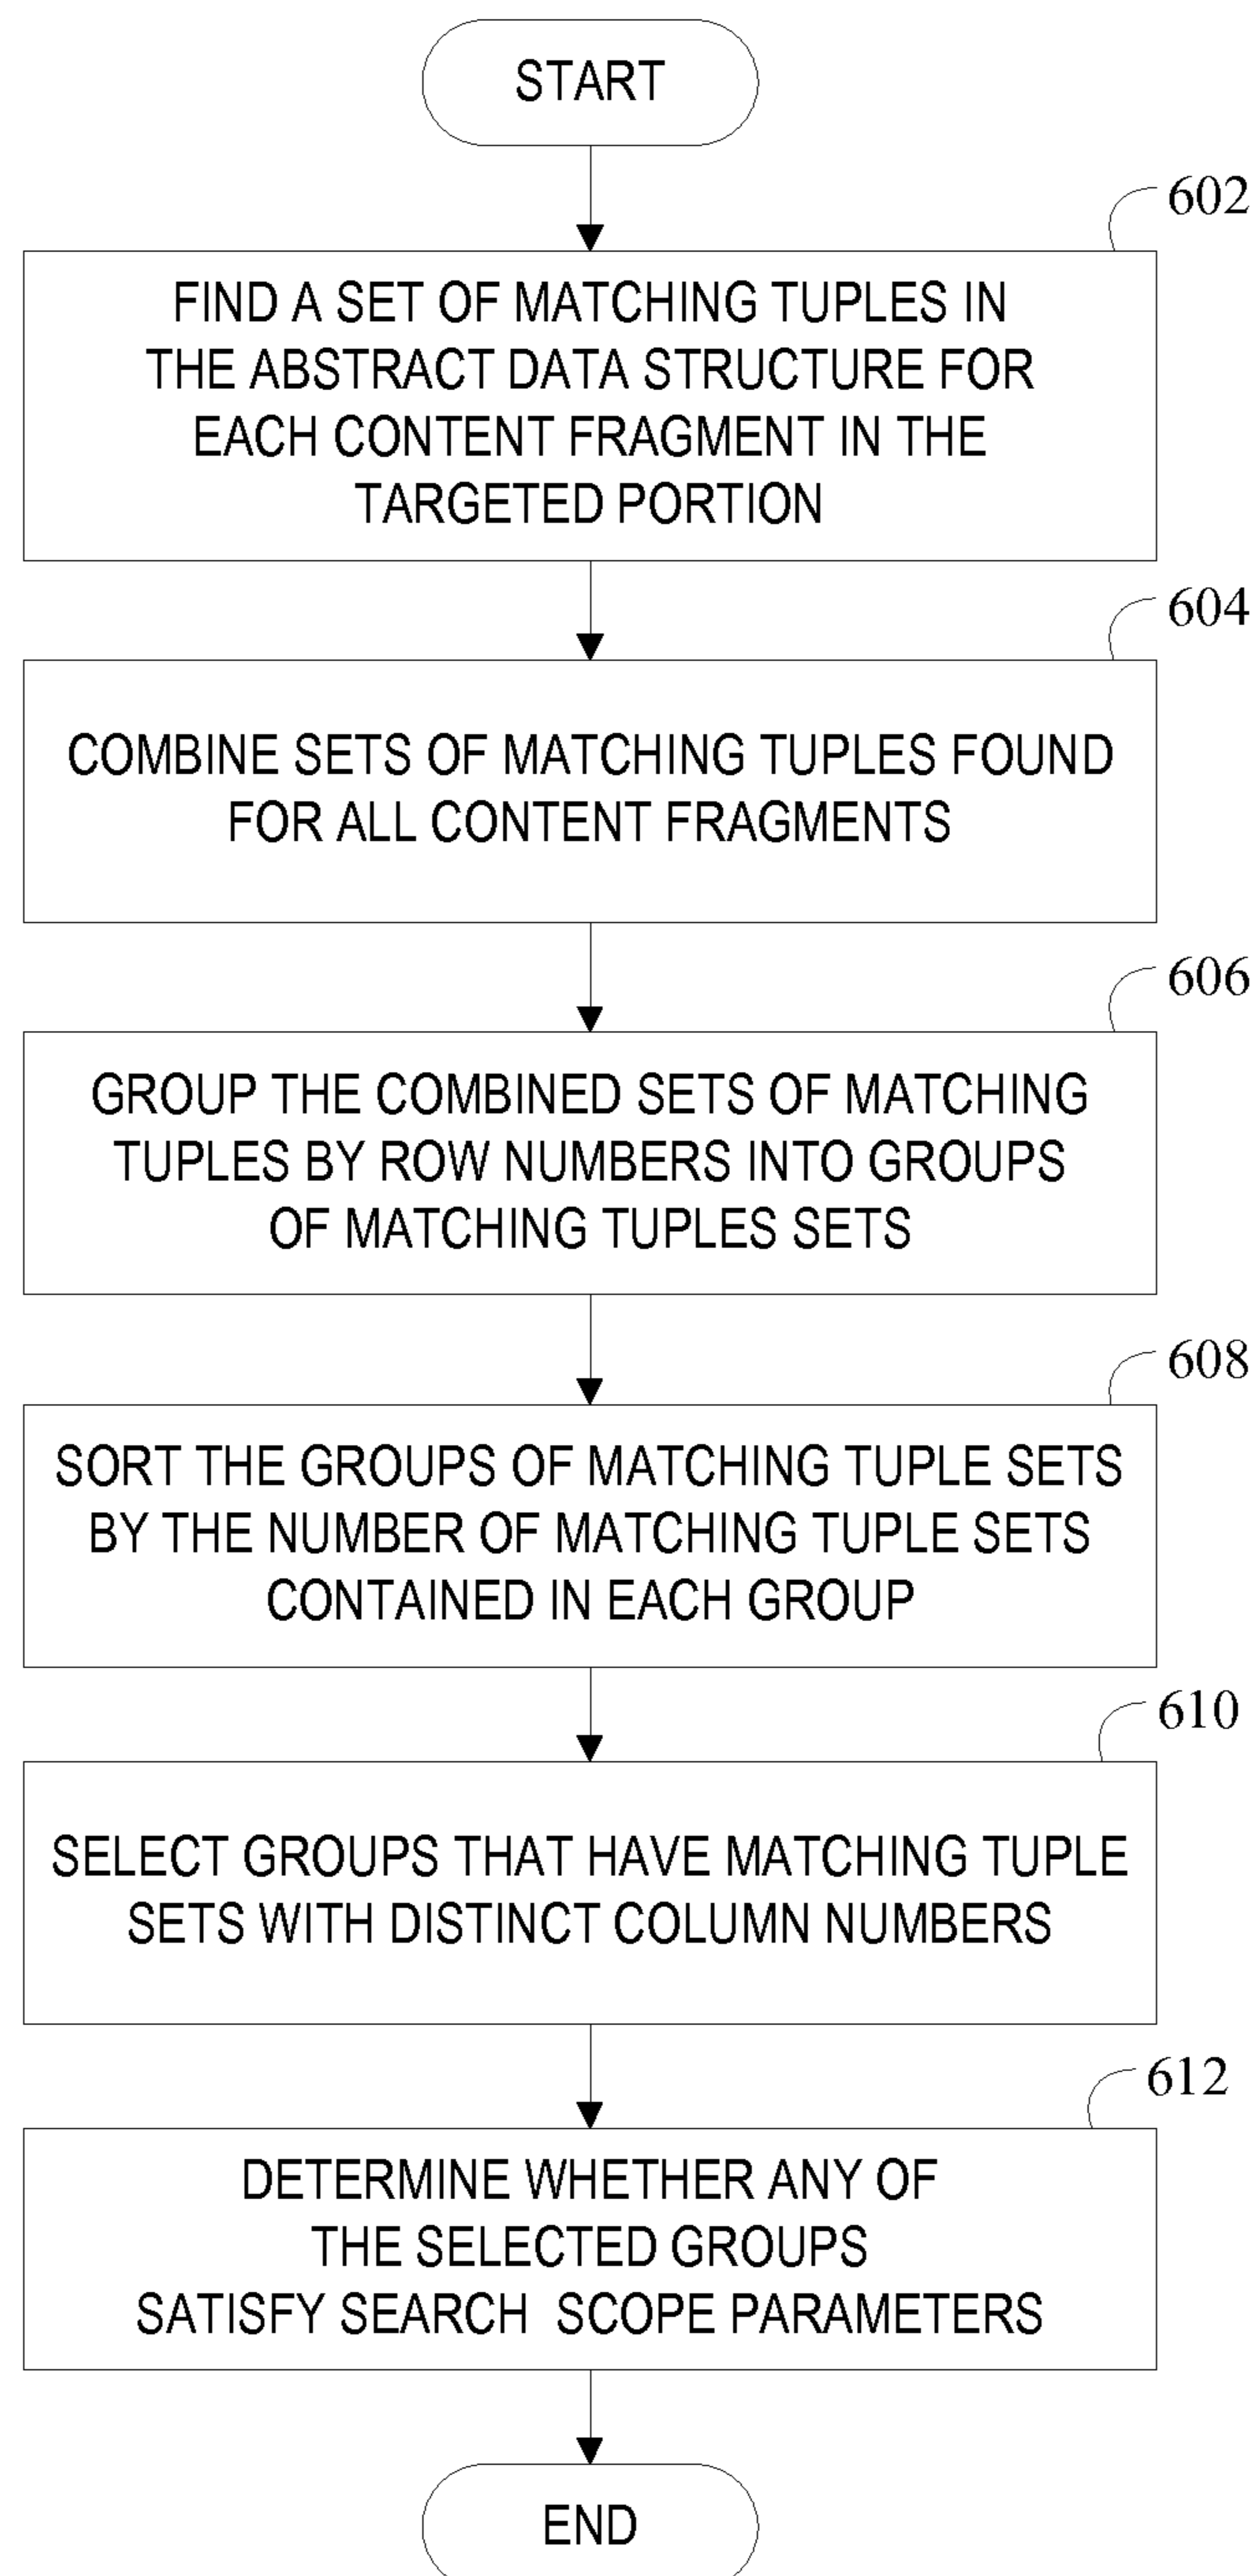 START
602
FIND A SET OF MATCHING TUPLES IN
THE ABSTRACT DATA STRUCTURE FOR
EACH CONTENT FRAGMENT IN THE
TARGETED PORTION
604
COMBINE SETS OF MATCHING TUPLES FOUND
FOR ALL CONTENT FRAGMENTS
606
GROUP THE COMBINED SETS OF MATCHING
TUPLES BY ROW NUMBERS INTO GROUPS
OF MATCHING TUPLES SETS
608
SORT THE GROUPS OF MATCHING TUPLE SETS
BY THE NUMBER OF MATCHING TUPLE SETS
CONTAINED IN EACH GROUP
610
SELECT GROUPS THAT HAVE MATCHING TUPLE
SETS WITH DISTINCT COLUMN NUMBERS
612
DETERMINE WHETHER ANY OF
THE SELECTED GROUPS
SATISFY SEARCH SCOPE PARAMETERS
END